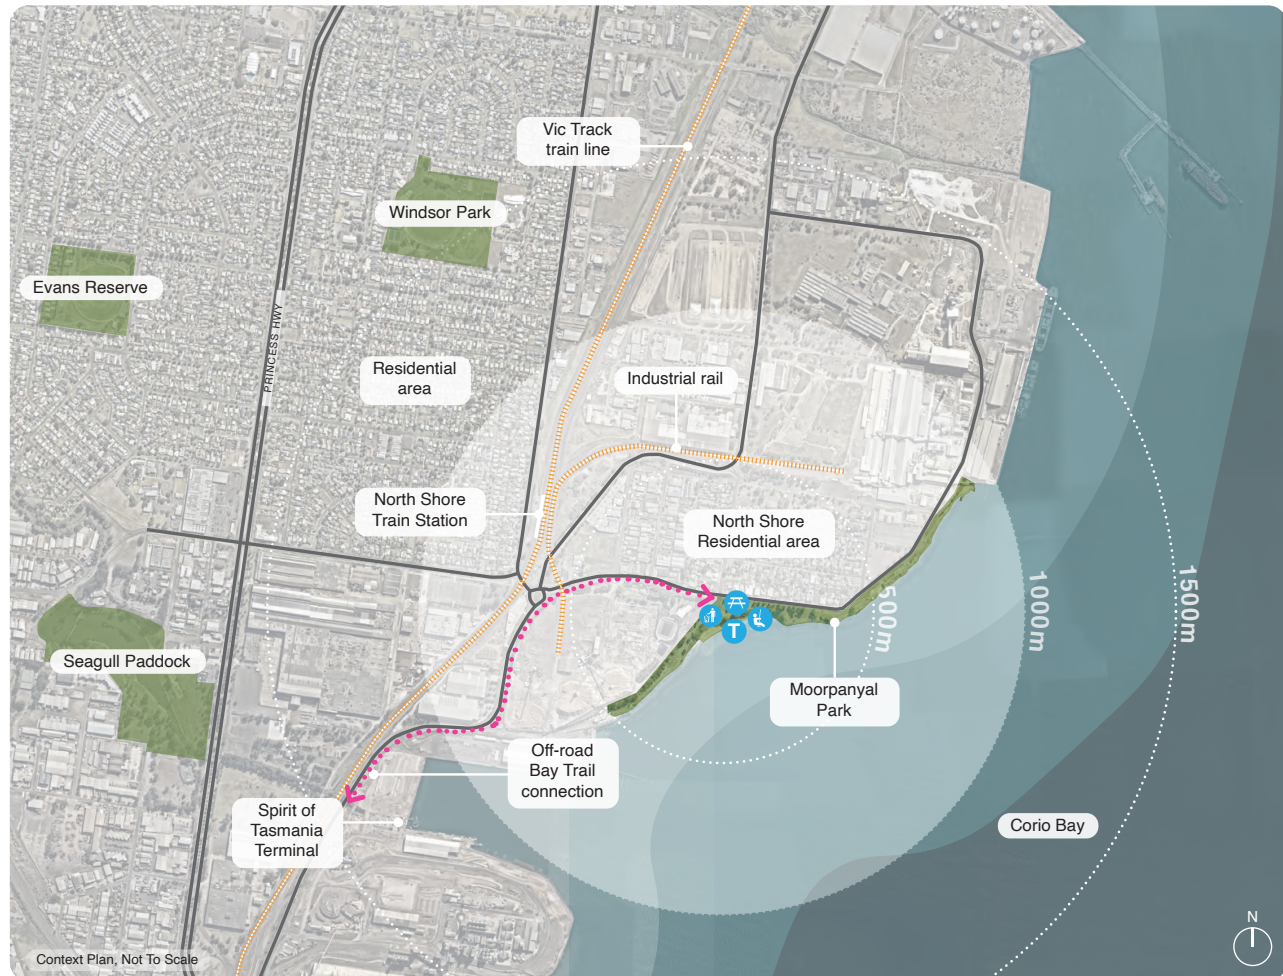 Vic Track
train line
Windsor Park
Evans Reserve
PRINCESS HWY
Residential
area
Industrial rail
North Shore
Train Station
North Shore
Residential area
500m
1000m
1500m
Seagull Paddock
T
Moorpanyal
Park
Off-road
Bay Trail
connection
Spirit of
Tasmania
Terminal
Corio Bay
N
Context Plan, Not To Scale